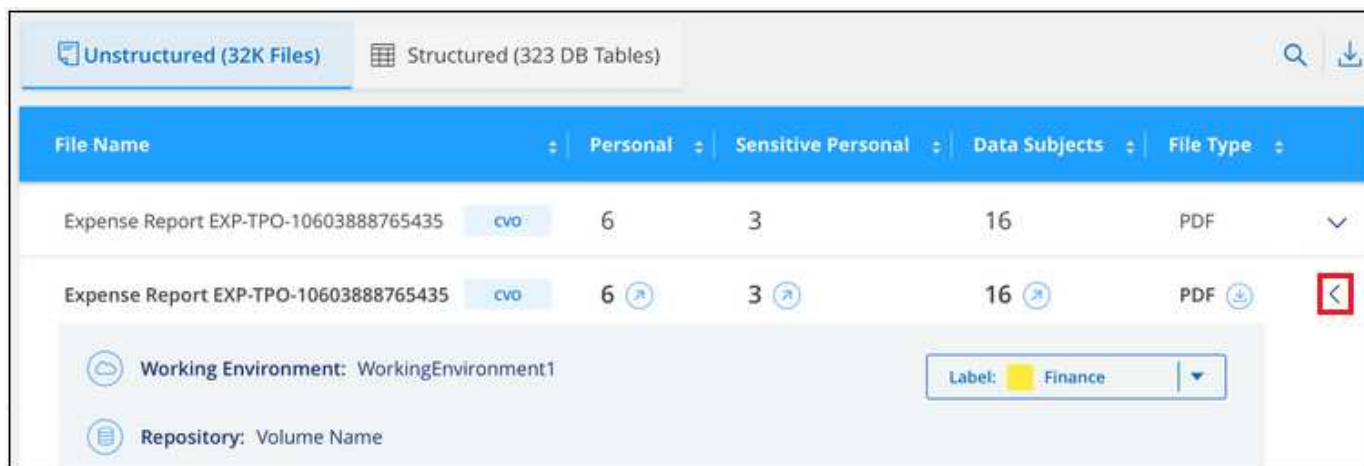 Unstructured (32K Files) Structured (323 DB Tables)
File Name Personal Sensitive Personal Data Subjects File Type
Expense Report EXP-TPO-10603888765435 CVO 6 3 16 PDF
Expense Report EXP-TPO-10603888765435 CVO 6 3 16 PDF
Working Environment: WorkingEnvironment1 Label: Finance
Repository: Volume Name